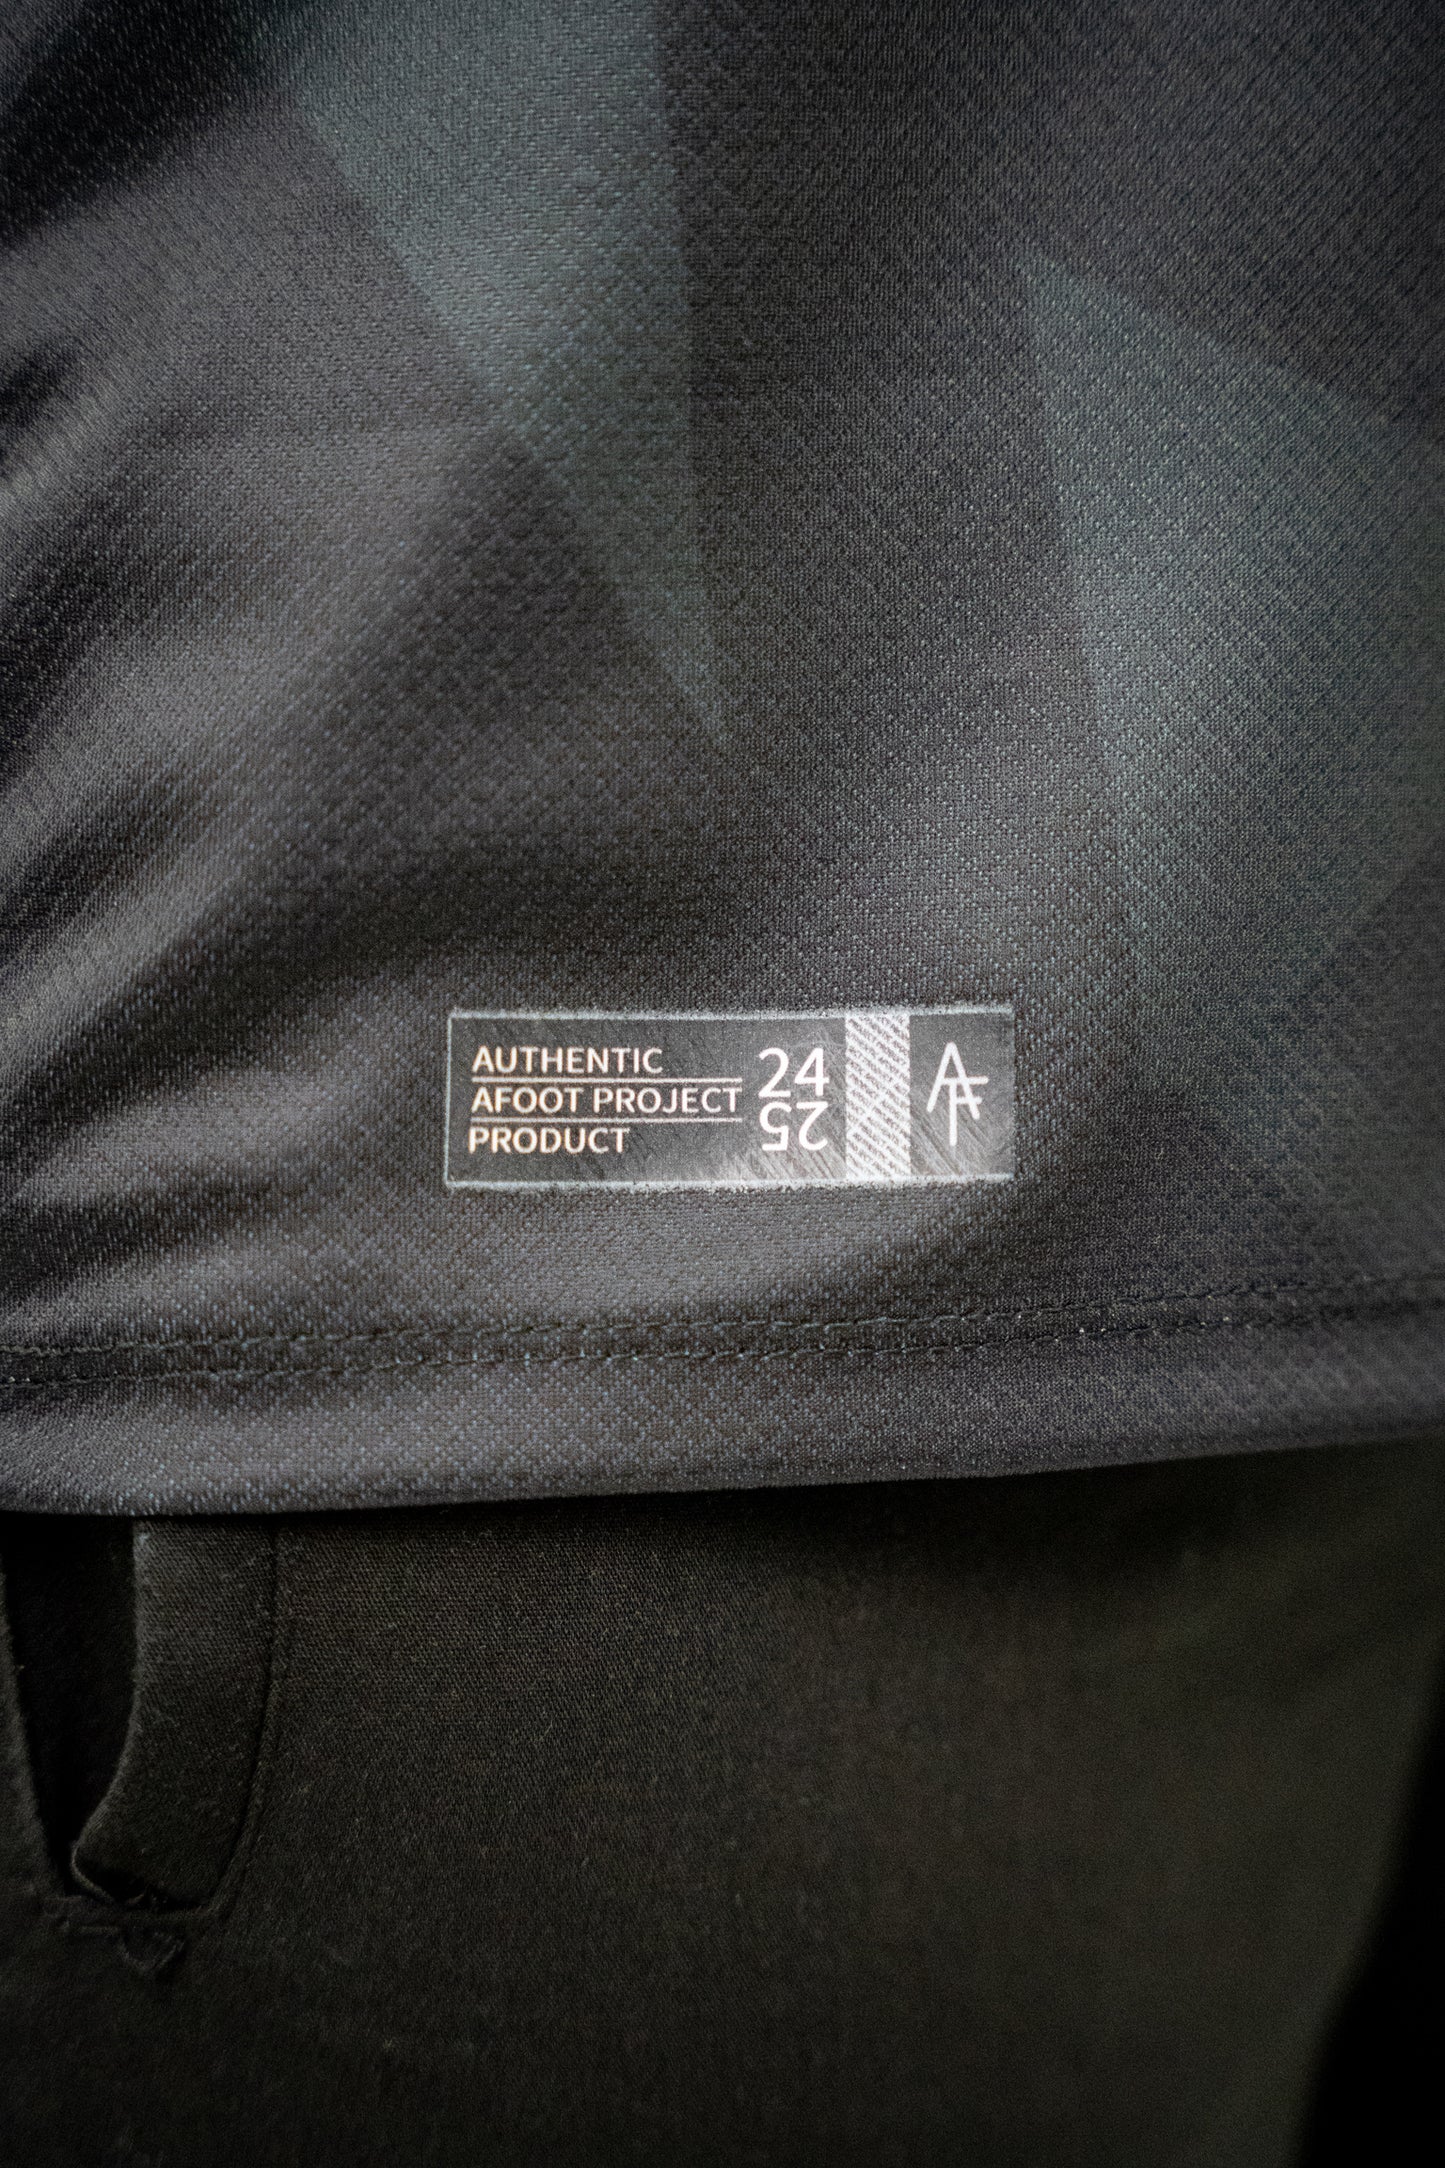 AUTHENTIC
AFOOT PROJECT
PRODUCT
24
25
AF